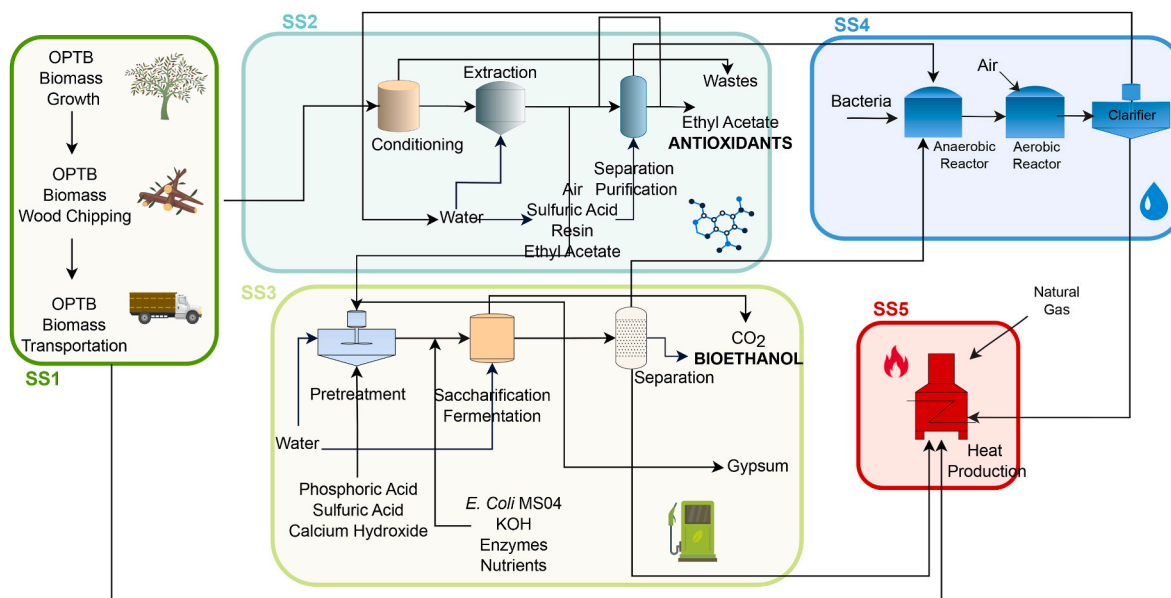 OPTB
Biomass
Growth
OPTB
Biomass
Wood Chipping
OPTB
Biomass
Transportation
SS1
SS2
Extraction
Wastes
Conditioning
Ethyl Acetate
ANTIOXIDANTS
Separation
Purification
Water
Air
Sulfuric Acid
Resin
Ethyl Acetate
SS4
Air
Bacteria
Clarifier
Anaerobic
Reactor
Aerobic
Reactor
SS3
CO2
BIOETHANOL
Separation
Pretreatment
Saccharification
Fermentation
Water
Gypsum
Phosphoric Acid
Sulfuric Acid
Calcium Hydroxide
E. Coli MS04
KOH
Enzymes
Nutrients
SS5
Natural
Gas
Heat
Production